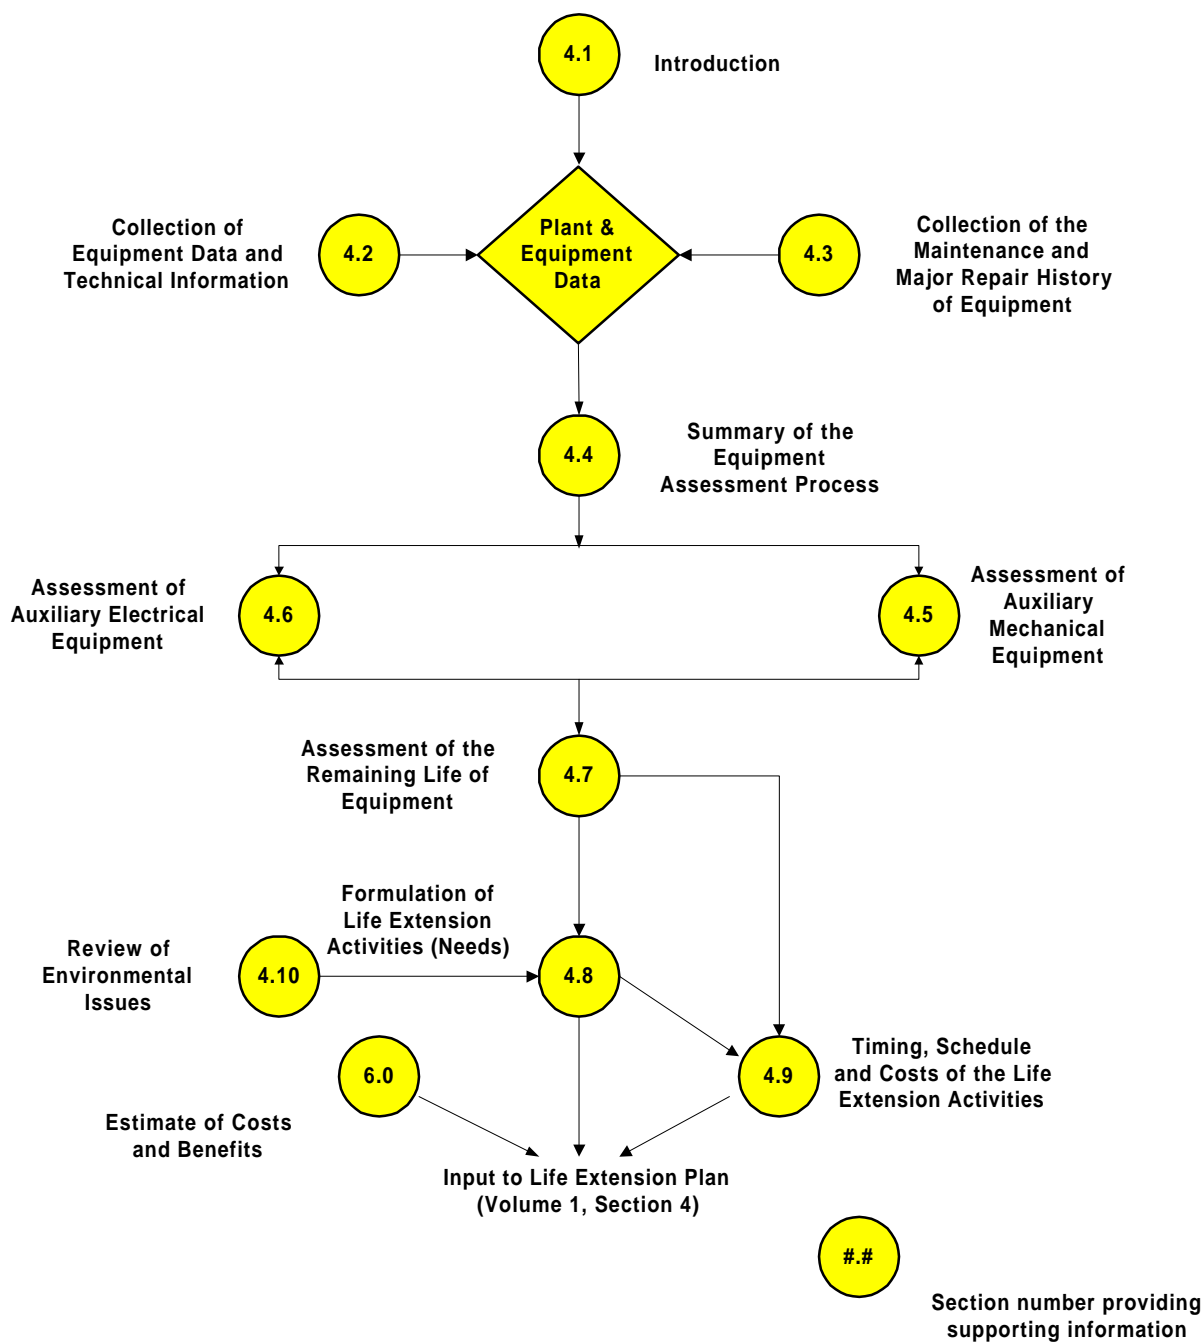 4.1
Introduction
Collection of
Equipment Data and
Technical Information
4.2
Plant &
Equipment
Data
4.3
Collection of the
Maintenance and
Major Repair History
of Equipment
4.4
Summary of the
Equipment
Assessment Process
Assessment of
Auxiliary Electrical
Equipment
4.6
4.5
Assessment of
Auxiliary
Mechanical
Equipment
Assessment of the
Remaining Life of
Equipment
4.7
Formulation of
Life Extension
Activities (Needs)
Review of
Environmental
Issues
4.10
4.8
6.0
Estimate of Costs
and Benefits
4.9
Timing, Schedule
and Costs of the Life
Extension Activities
Input to Life Extension Plan
(Volume 1, Section 4)
#.#
Section number providing
supporting information